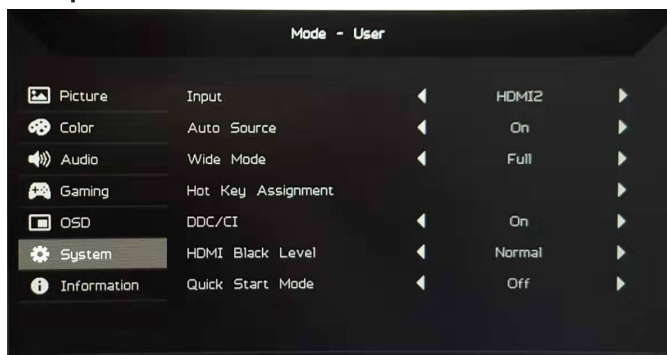 Mode - User
Picture Input HDMI2
Color Auto Source On
Audio Wide Mode Full
Gaming Hot Key Assignment
OSD DDC/CI On
System HDMI Black Level Normal
Information Quick Start Mode Off